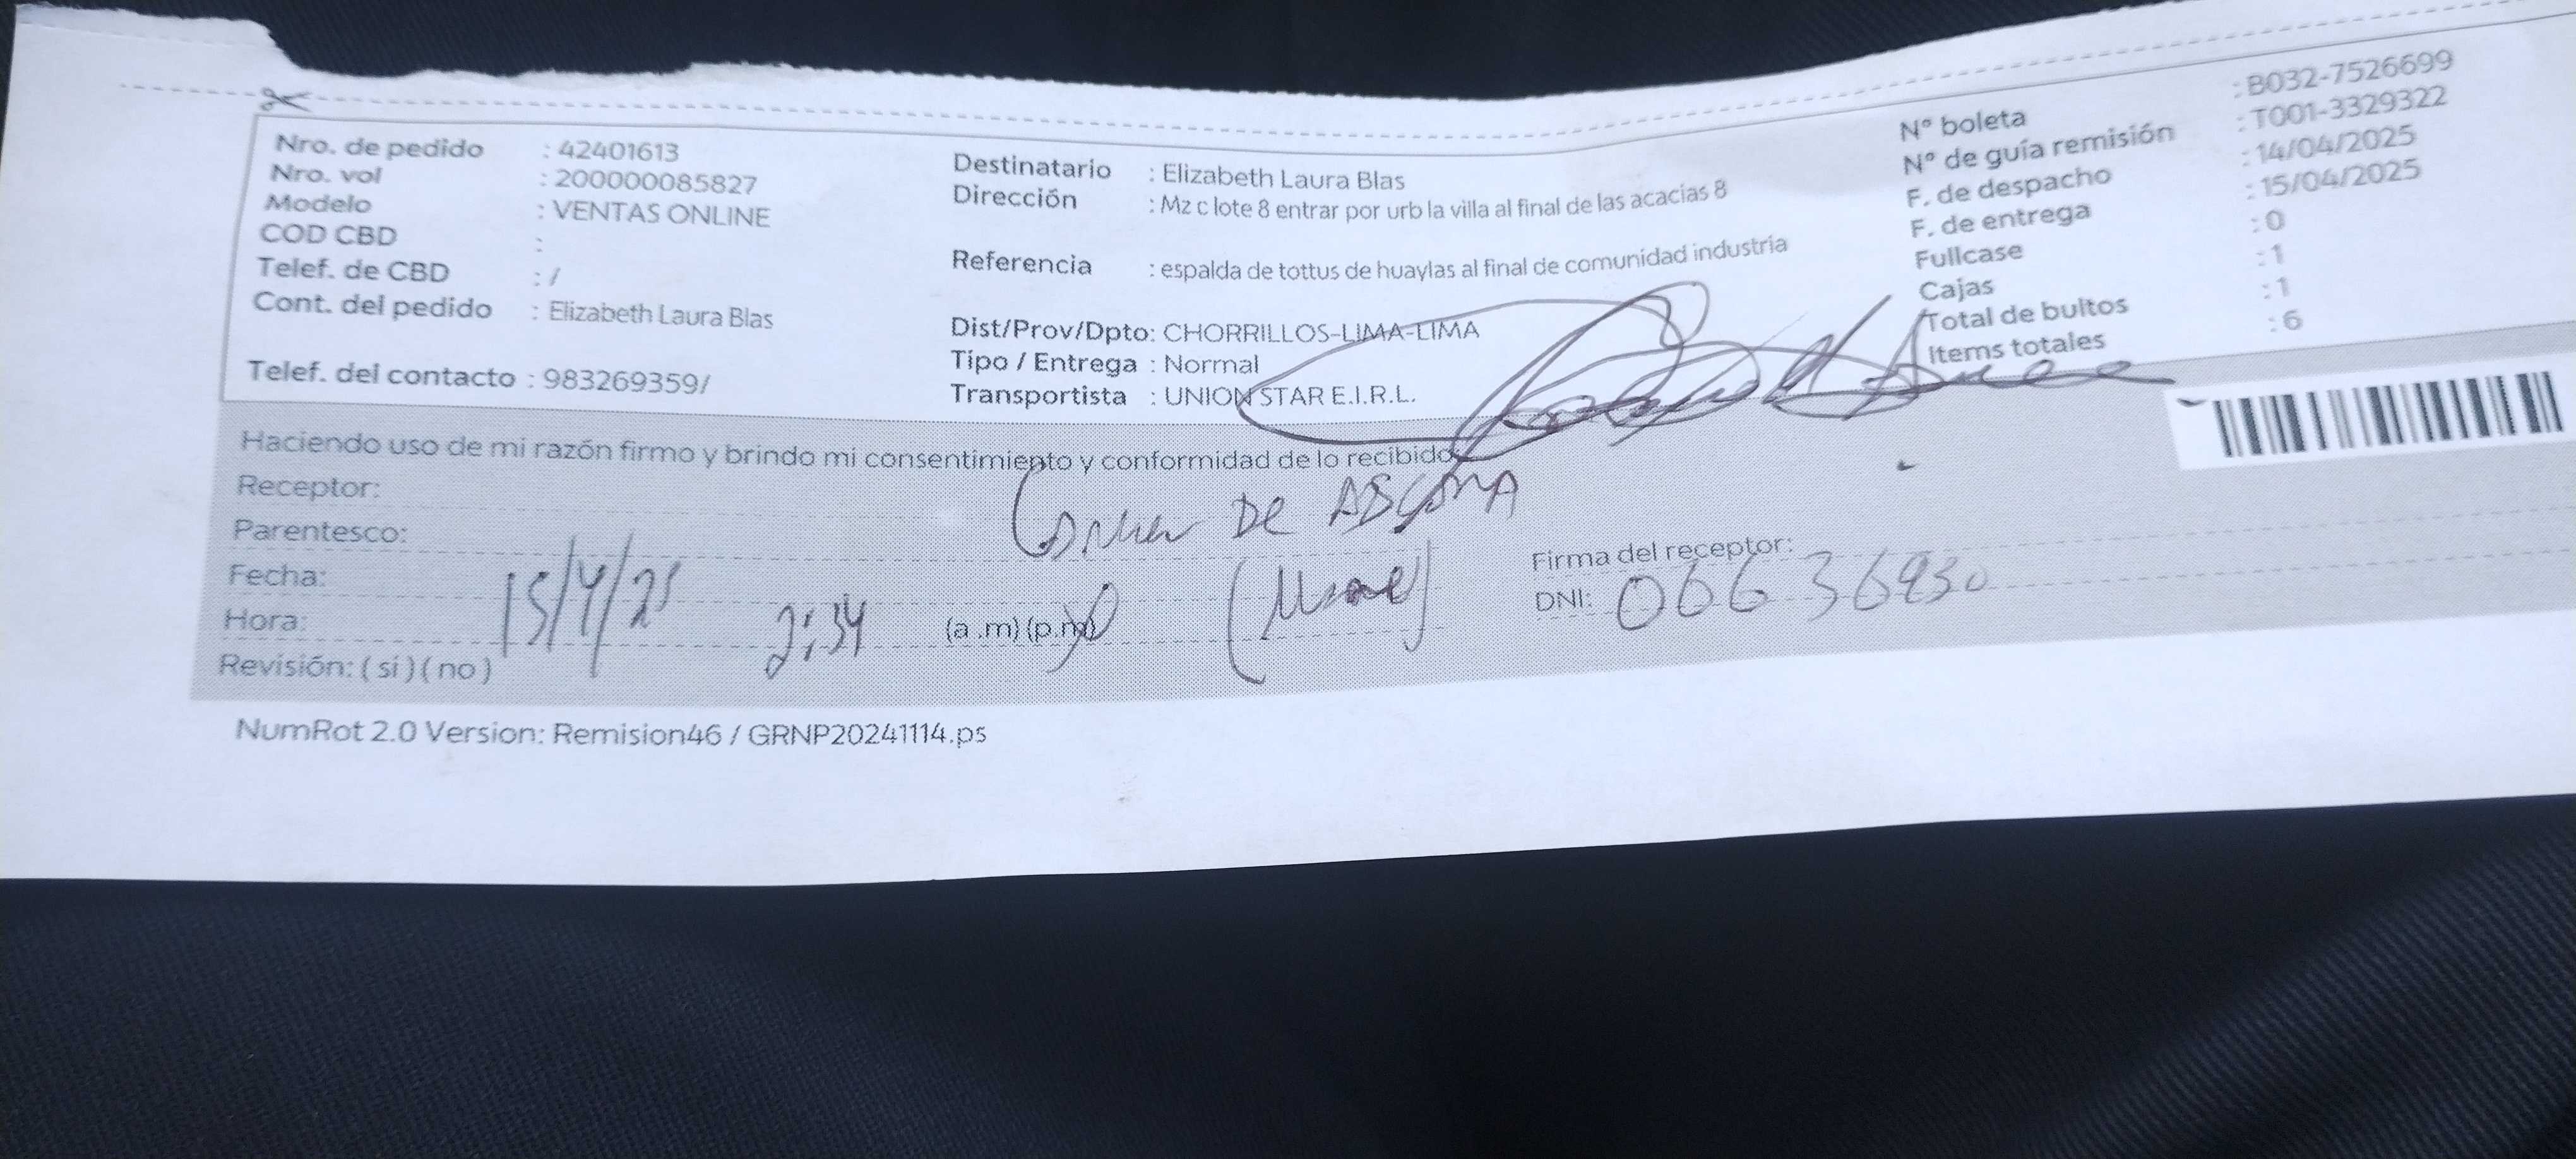 Nro. de pedido : 42401613
Nro. vol : 200000085827
Modelo : VENTAS ONLINE
COD CBD :
Telef. de CBD : /
Cont. del pedido : Elizabeth Laura Blas
Telef. del contacto : 983269359/
Destinatario : Elizabeth Laura Blas
Dirección : Mz c lote 8 entrar por urb la villa al final de las acacias 8
Referencia : espalda de tottus de huaylas al final de comunidad industria
Dist/Prov/Dpto: CHORRILLOS-LIMA-LIMA
Tipo / Entrega : Normal
Transportista : UNION STAR E.I.R.L.
N° boleta : B032-7526699
N° de guía remisión : T001-3329322
F. de despacho : 14/04/2025
F. de entrega : 15/04/2025
Fullcase : 0
Cajas : 1
Total de bultos : 1
Items totales : 6
Haciendo uso de mi razón firmo y brindo mi consentimiento y conformidad de lo recibido
Receptor:
Parentesco: DE
Fecha: 15/4/25
Hora: 2:34 (a .m) (p.m)
Revisión: ( si ) ( no )
Firma del receptor:
DNI: 06636930
NumRot 2.0 Version: Remision46 / GRNP20241114.ps